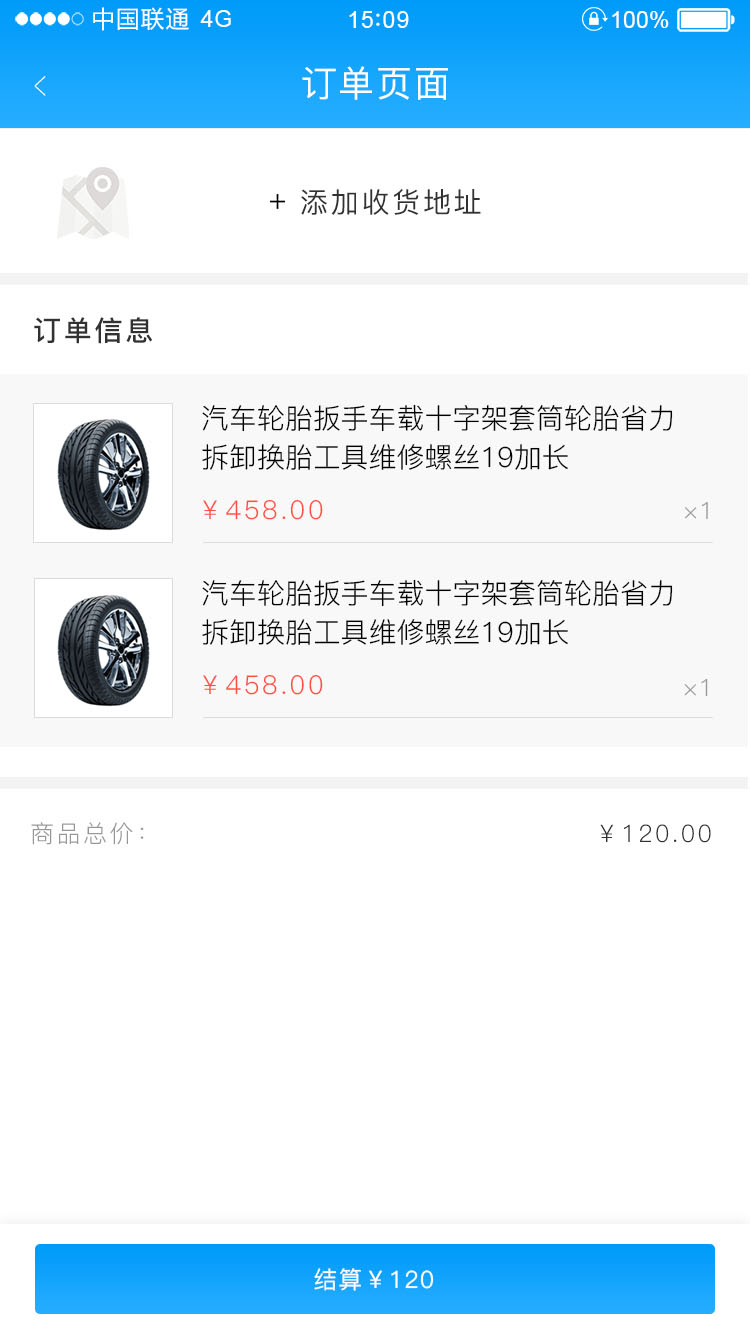 中国联通 4G 15:09 100%
订单页面
+ 添加收货地址
订单信息
汽车轮胎扳手车载十字架套筒轮胎省力
拆卸换胎工具维修螺丝19加长
¥458.00 ×1
汽车轮胎扳手车载十字架套筒轮胎省力
拆卸换胎工具维修螺丝19加长
¥458.00 ×1
商品总价: ¥120.00
结算¥120